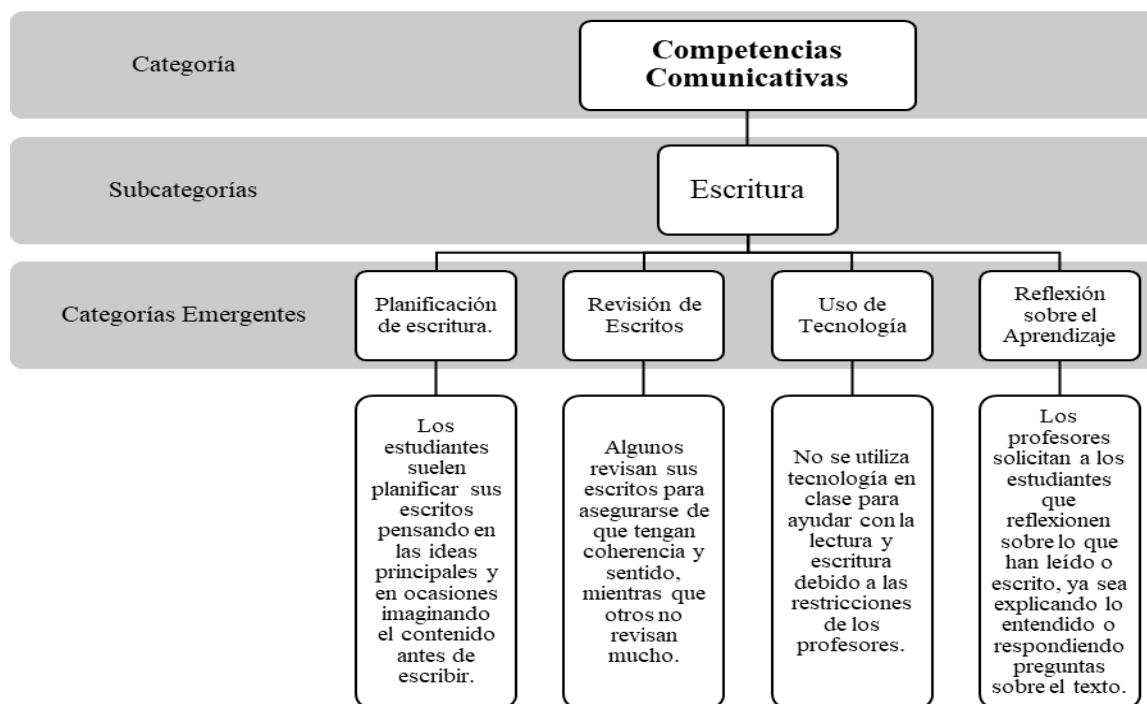 Categoría
Competencias
Comunicativas
Subcategorías
Escritura
Categorías Emergentes
Planificación
de escritura.
Revisión de
Escritos
Uso de
Tecnología
Reflexión
sobre el
Aprendizaje
Los
estudiantes
suelen
planificar sus
escritos
pensando en
las ideas
principales y
en ocasiones
imaginando
el contenido
antes de
escribir.
Algunos
revisan sus
escritos para
asegurarse de
que tengan
coherencia y
sentido,
mientras que
otros no
revisan
mucho.
No se utiliza
tecnología en
clase para
ayudar con la
lectura y
escritura
debido a las
restricciones
de los
profesores.
Los
profesores
solicitan a los
estudiantes
que
reflexionen
sobre lo que
han leído o
escrito, ya sea
explicando lo
entendido o
respondiendo
preguntas
sobre el texto.